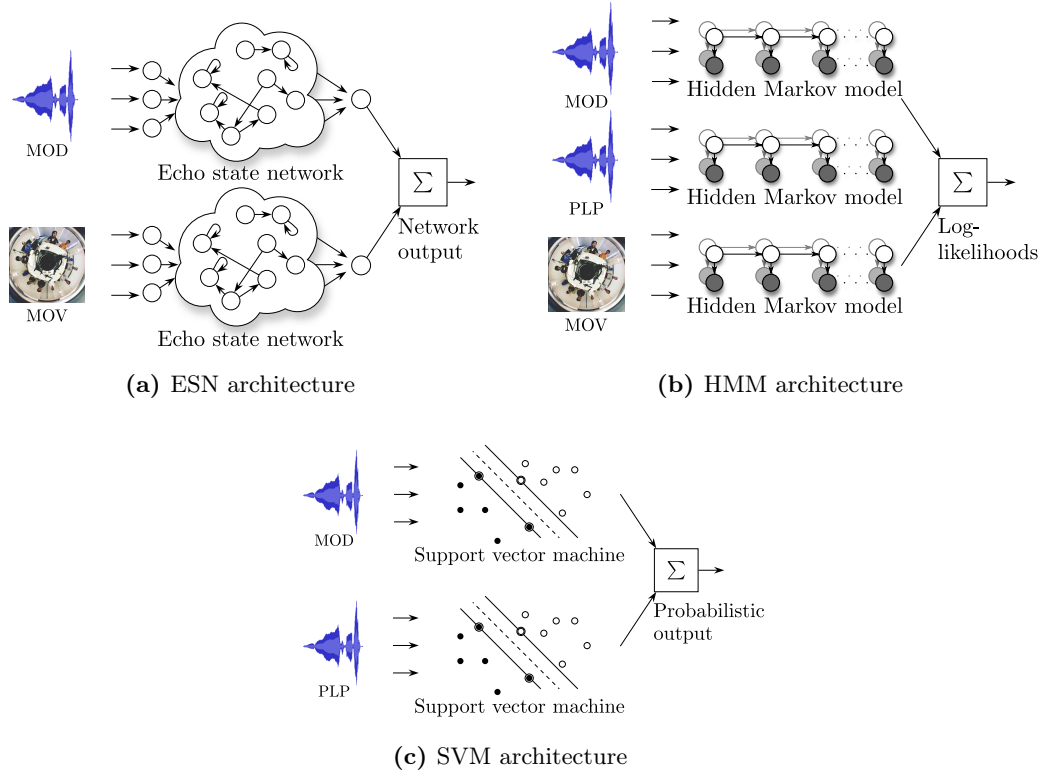 MOD
Echo state network
Σ
Network
output
MOV
Echo state network
(a) ESN architecture
MOD
Hidden Markov model
PLP
Hidden Markov model
Σ
Log-
likelihoods
MOV
Hidden Markov model
(b) HMM architecture
MOD
Support vector machine
Σ
Probabilistic
output
PLP
Support vector machine
(c) SVM architecture